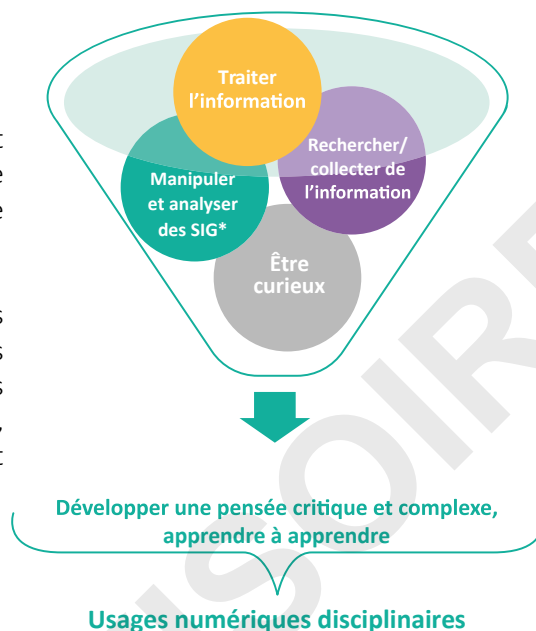 Traiter
l'information
Rechercher/
collecter de
l'information
Manipuler
et analyser
des SIG*
Être
curieux
Développer une pensée critique et complexe,
apprendre à apprendre
Usages numériques disciplinaires